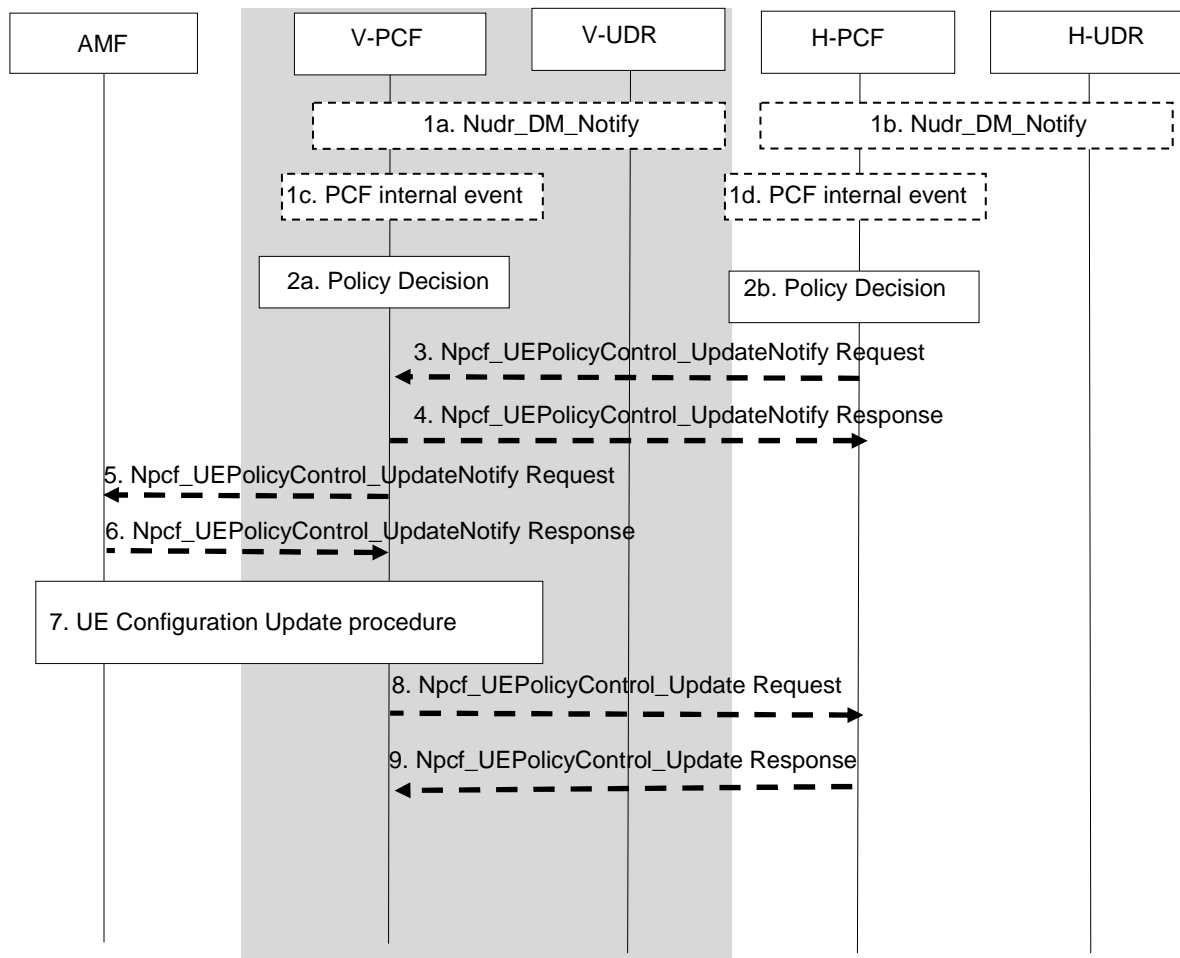 AMF
V-PCF
V-UDR
H-PCF
H-UDR
1a. Nudr_DM_Notify
1b. Nudr_DM_Notify
1c. PCF internal event
1d. PCF internal event
2a. Policy Decision
2b. Policy Decision
3. Npcf_UEPolicyControl_UpdateNotify Request
4. Npcf_UEPolicyControl_UpdateNotify Response
5. Npcf_UEPolicyControl_UpdateNotify Request
6. Npcf_UEPolicyControl_UpdateNotify Response
7. UE Configuration Update procedure
8. Npcf_UEPolicyControl_Update Request
9. Npcf_UEPolicyControl_Update Response